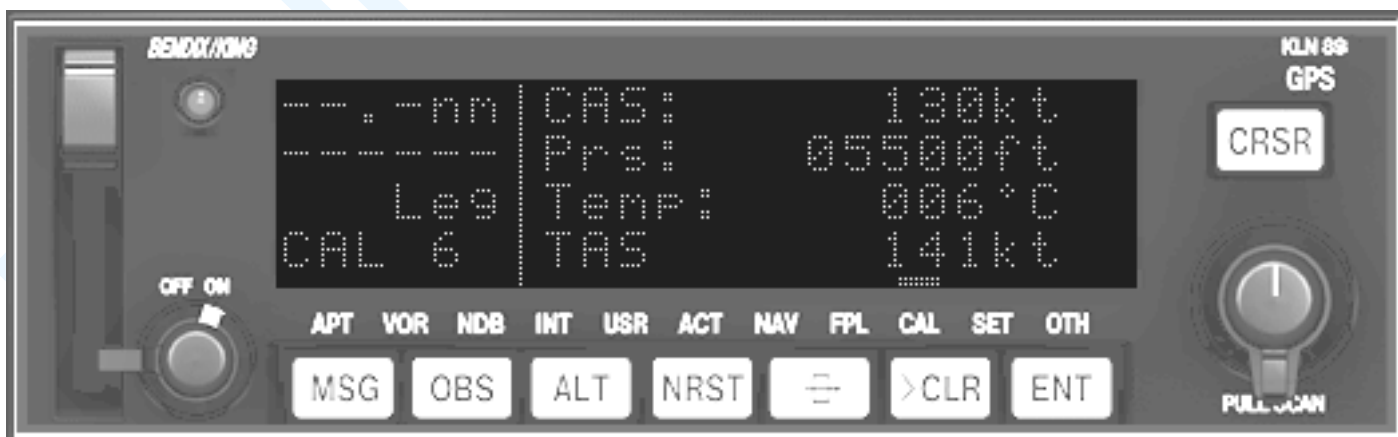 BENDIX/KING
KLN 89
GPS
--.-nm CAS: 130kt
------ Prs: 05500ft
Leg Temp: 006°C
CAL 6 TAS 141kt
CRSR
OFF ON
APT VOR NDB INT USR ACT NAV FPL CAL SET OTH
MSG OBS ALT NRST >CLR ENT
PULL SCAN